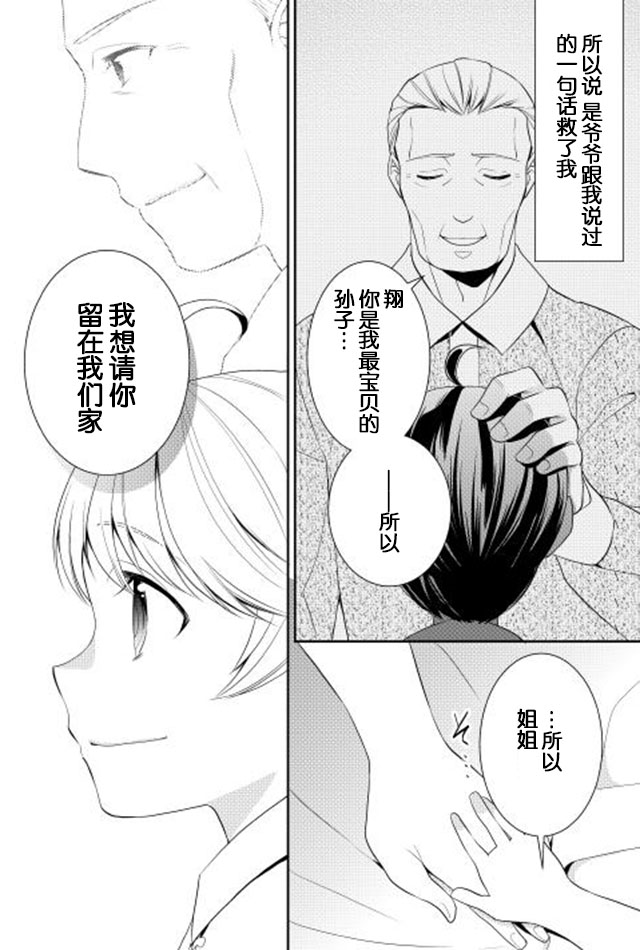 所以说 是爷爷跟我说过
的一句话救了我
翔
你是我最宝贝的
孙子…
——所以
…所以
姐姐
我想请你
留在我们家